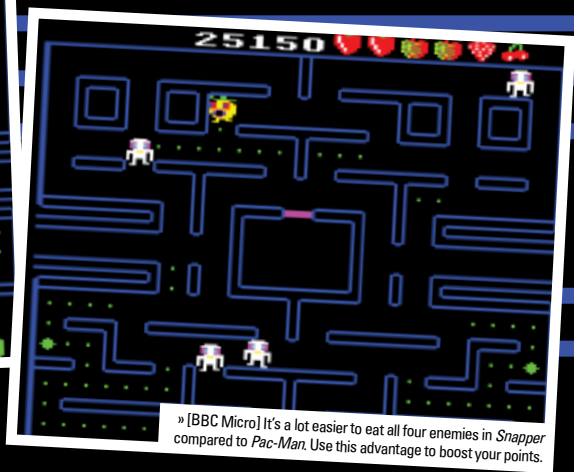 25150
» [BBC Micro] It's a lot easier to eat all four enemies in Snapper
compared to Pac-Man. Use this advantage to boost your points.